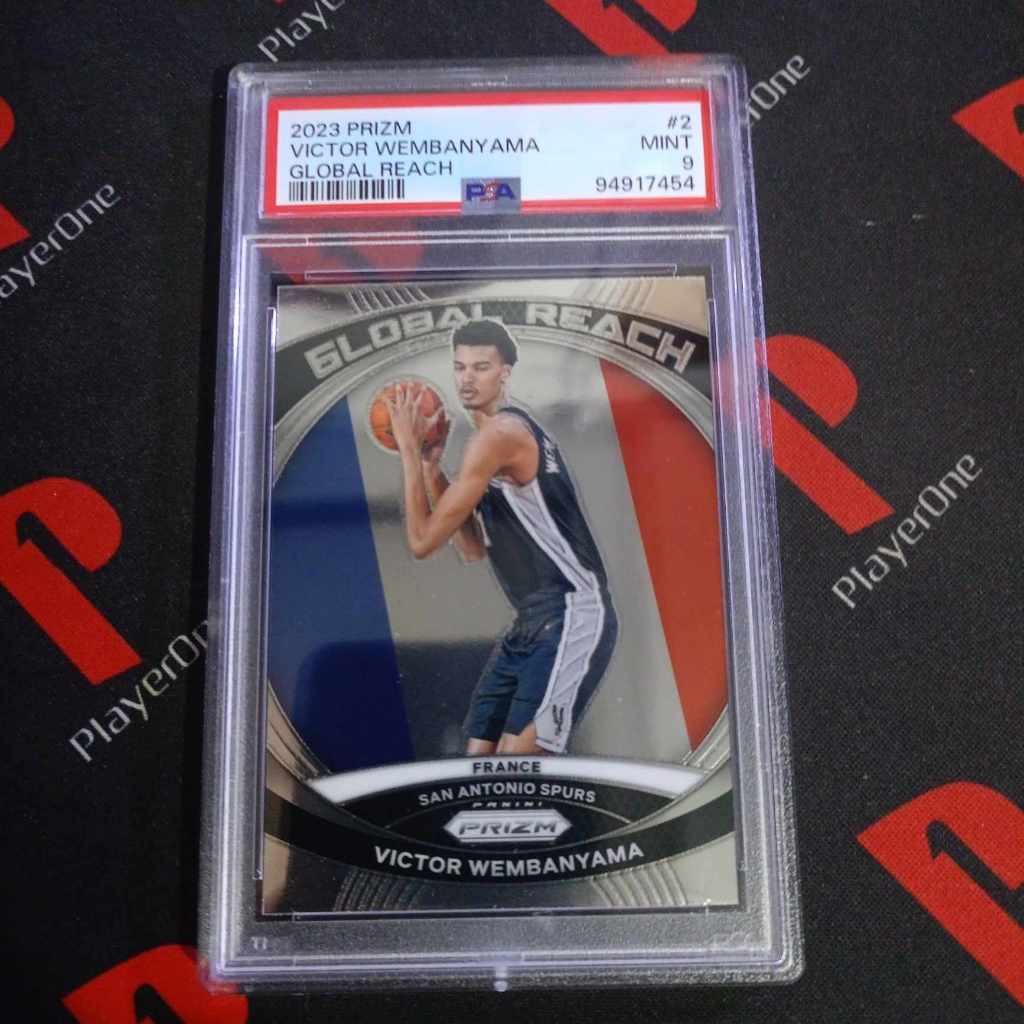 PlayerOne
PlayerOne
2023 PRIZM #2
VICTOR WEMBANYAMA MINT
GLOBAL REACH 9
PSA 94917454
PlayerOne
GLOBAL REACH
PlayerOne
PlayerOne
FRANCE
SAN ANTONIO SPURS
PANINI
PRIZM
VICTOR WEMBANYAMA